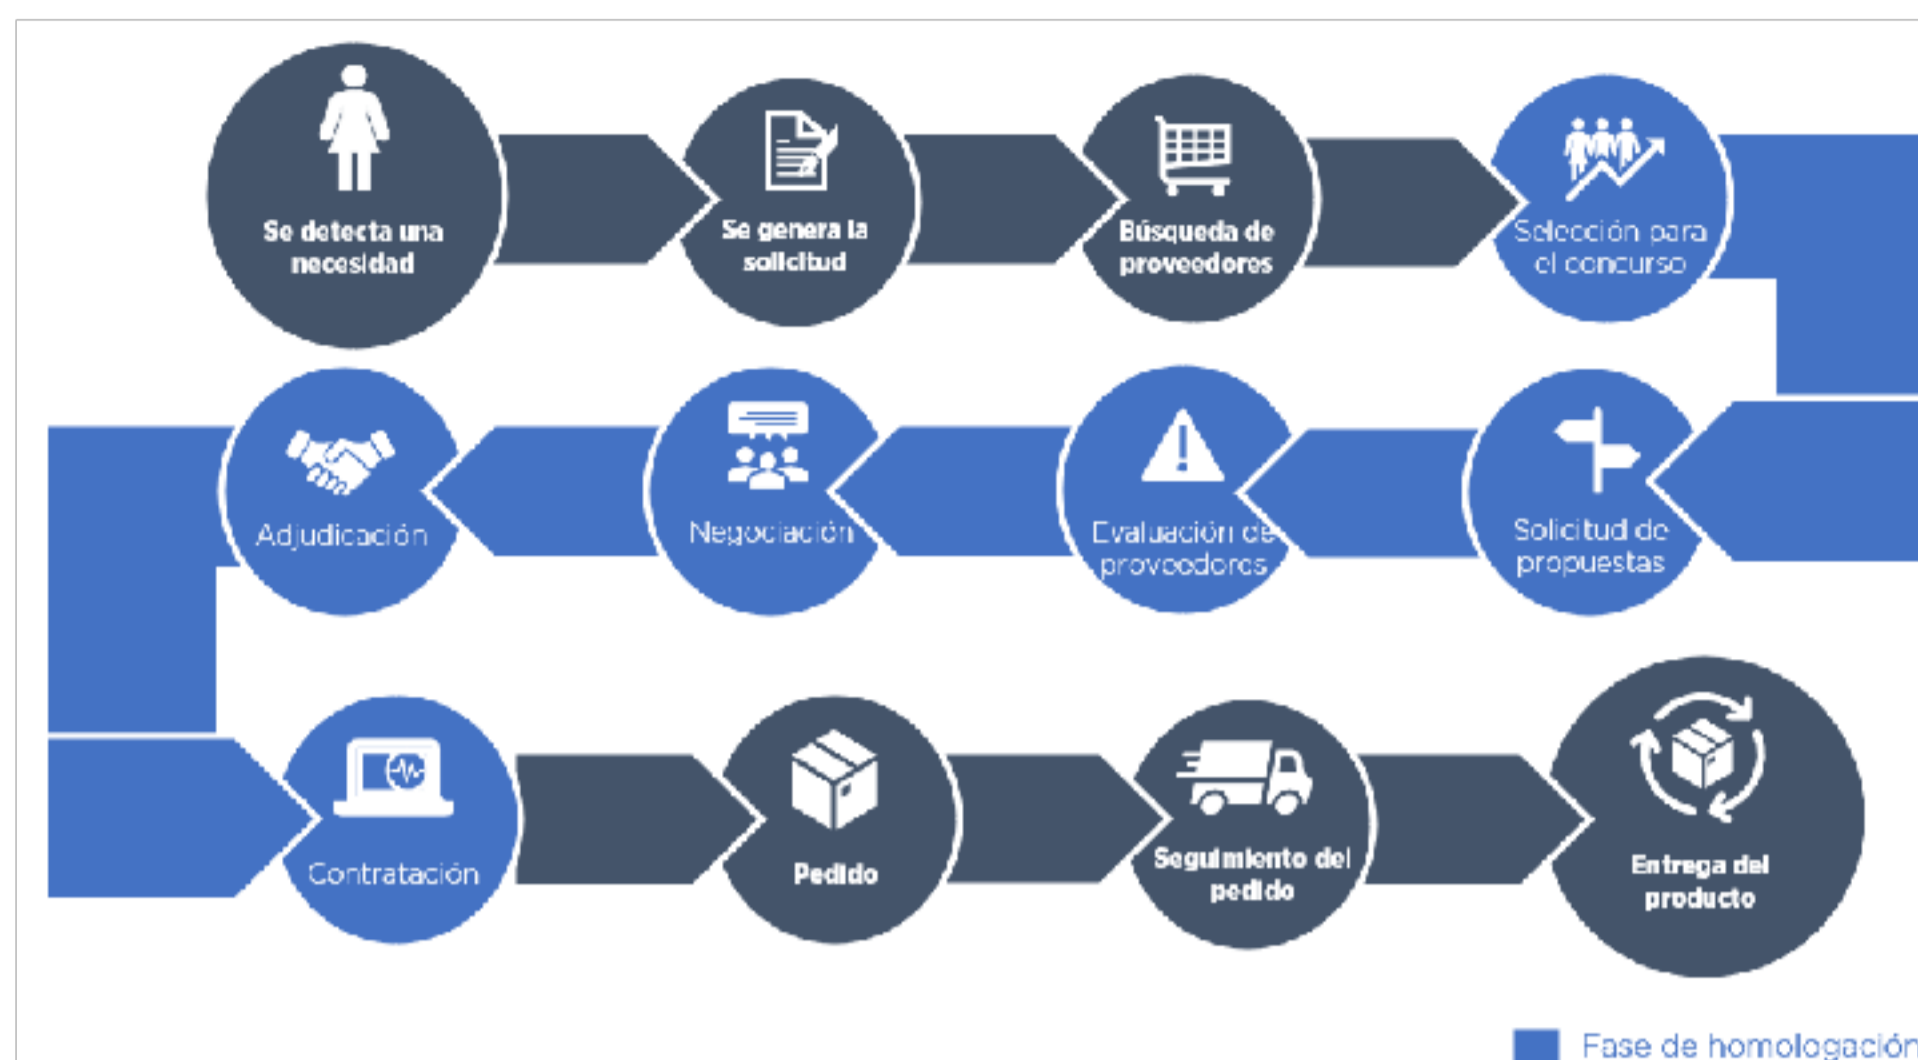 Se detecta una
necesidad
Se genera la
solicitud
Búsqueda de
proveedores
Selección para
el concurso
Adjudicación
Negociación
Evaluación de
proveedores
Solicitud de
propuestas
Contratación
Pedido
Seguimiento del
pedido
Entrega del
producto
Fase de homologación